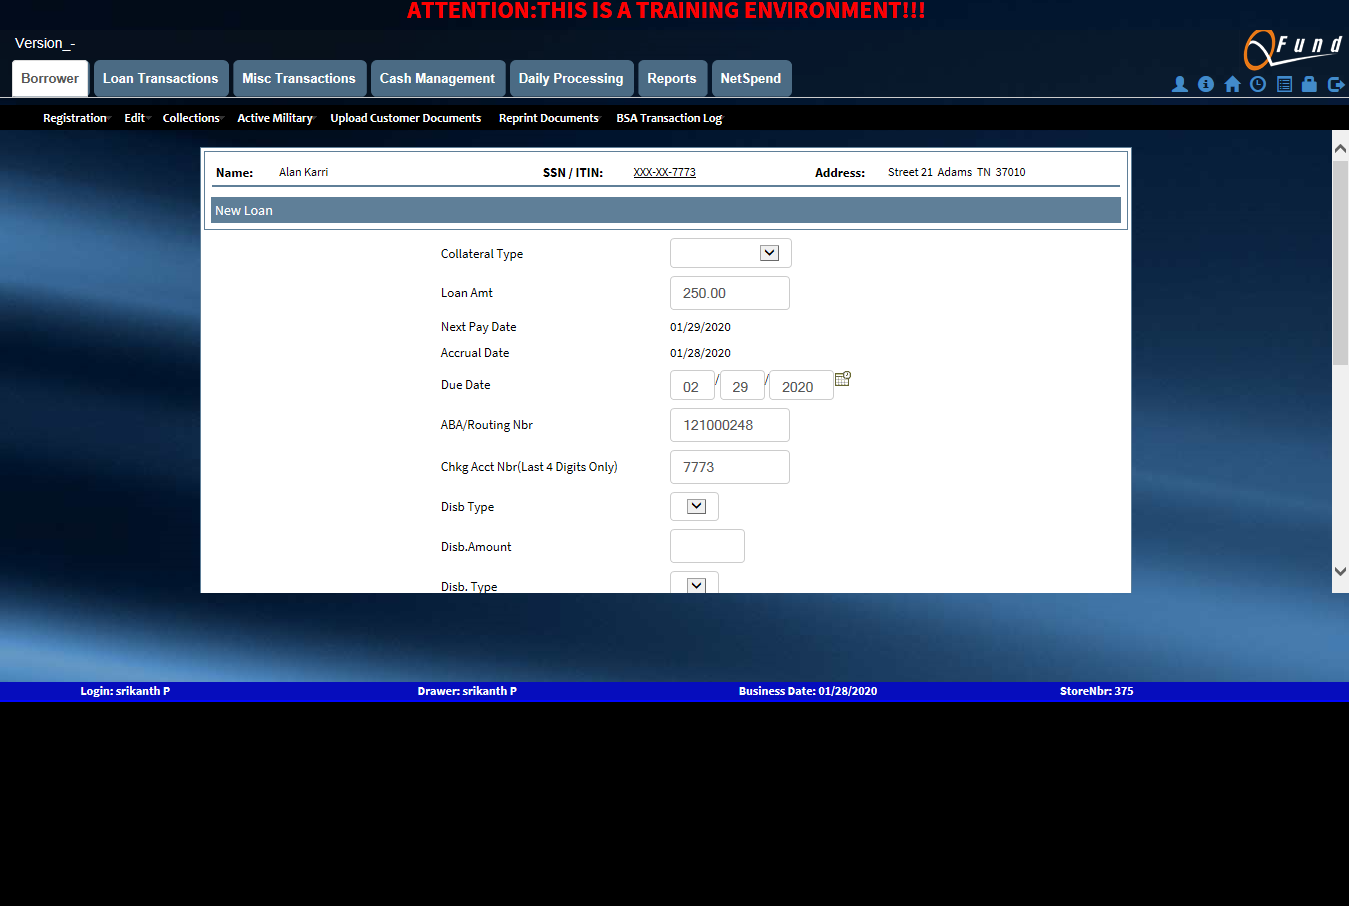 ATTENTION:THIS IS A TRAINING ENVIRONMENT!!!
Version_-
Fund
Borrower Loan Transactions Misc Transactions Cash Management Daily Processing Reports NetSpend
Registration Edit Collections Active Military Upload Customer Documents Reprint Documents BSA Transaction Log
Name: Alan Karri SSN / ITIN: XXX-XX-7773 Address: Street 21 Adams TN 37010
New Loan
Collateral Type
Loan Amt 250.00
Next Pay Date 01/29/2020
Accrual Date 01/28/2020
Due Date 02 / 29 / 2020
ABA/Routing Nbr 121000248
Chkg Acct Nbr(Last 4 Digits Only) 7773
Disb Type
Disb.Amount
Disb. Type
Login: srikanth P Drawer: srikanth P Business Date: 01/28/2020 StoreNbr: 375